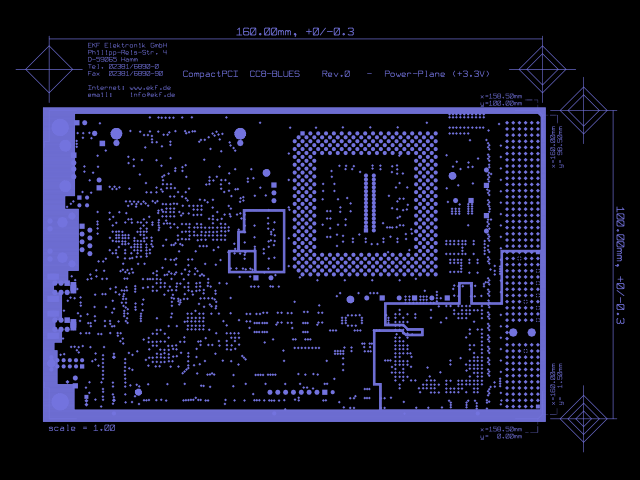 160.00mm, +0/-0.3
EKF Elektronik GmbH
Philipp-Reis-Str. 4
D-59065 Hamm
Tel. 02381/6890-0
Fax 02381/6890-90
Internet: www.ekf.de
email: info@ekf.de
CompactPCI CC8-BLUES Rev.0 - Power-Plane (+3.3V)
x=158.50mm
y=100.00mm
x=160.00mm
y= 98.50mm
100.00mm, +0/-0.3
x=160.00mm
y= 1.50mm
scale = 1.00
x=158.50mm
y= 0.00mm